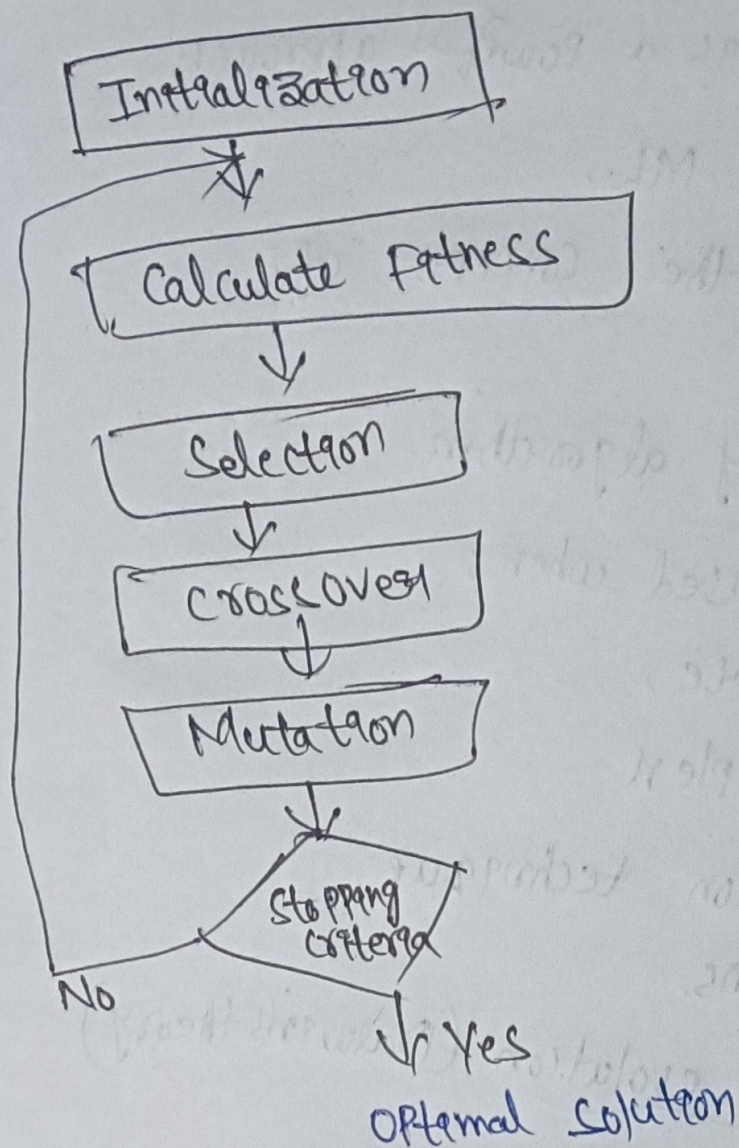 Initialization
Calculate Fitness
Selection
Crossover
Mutation
Stopping
criteria
No
Yes
Optimal Solution